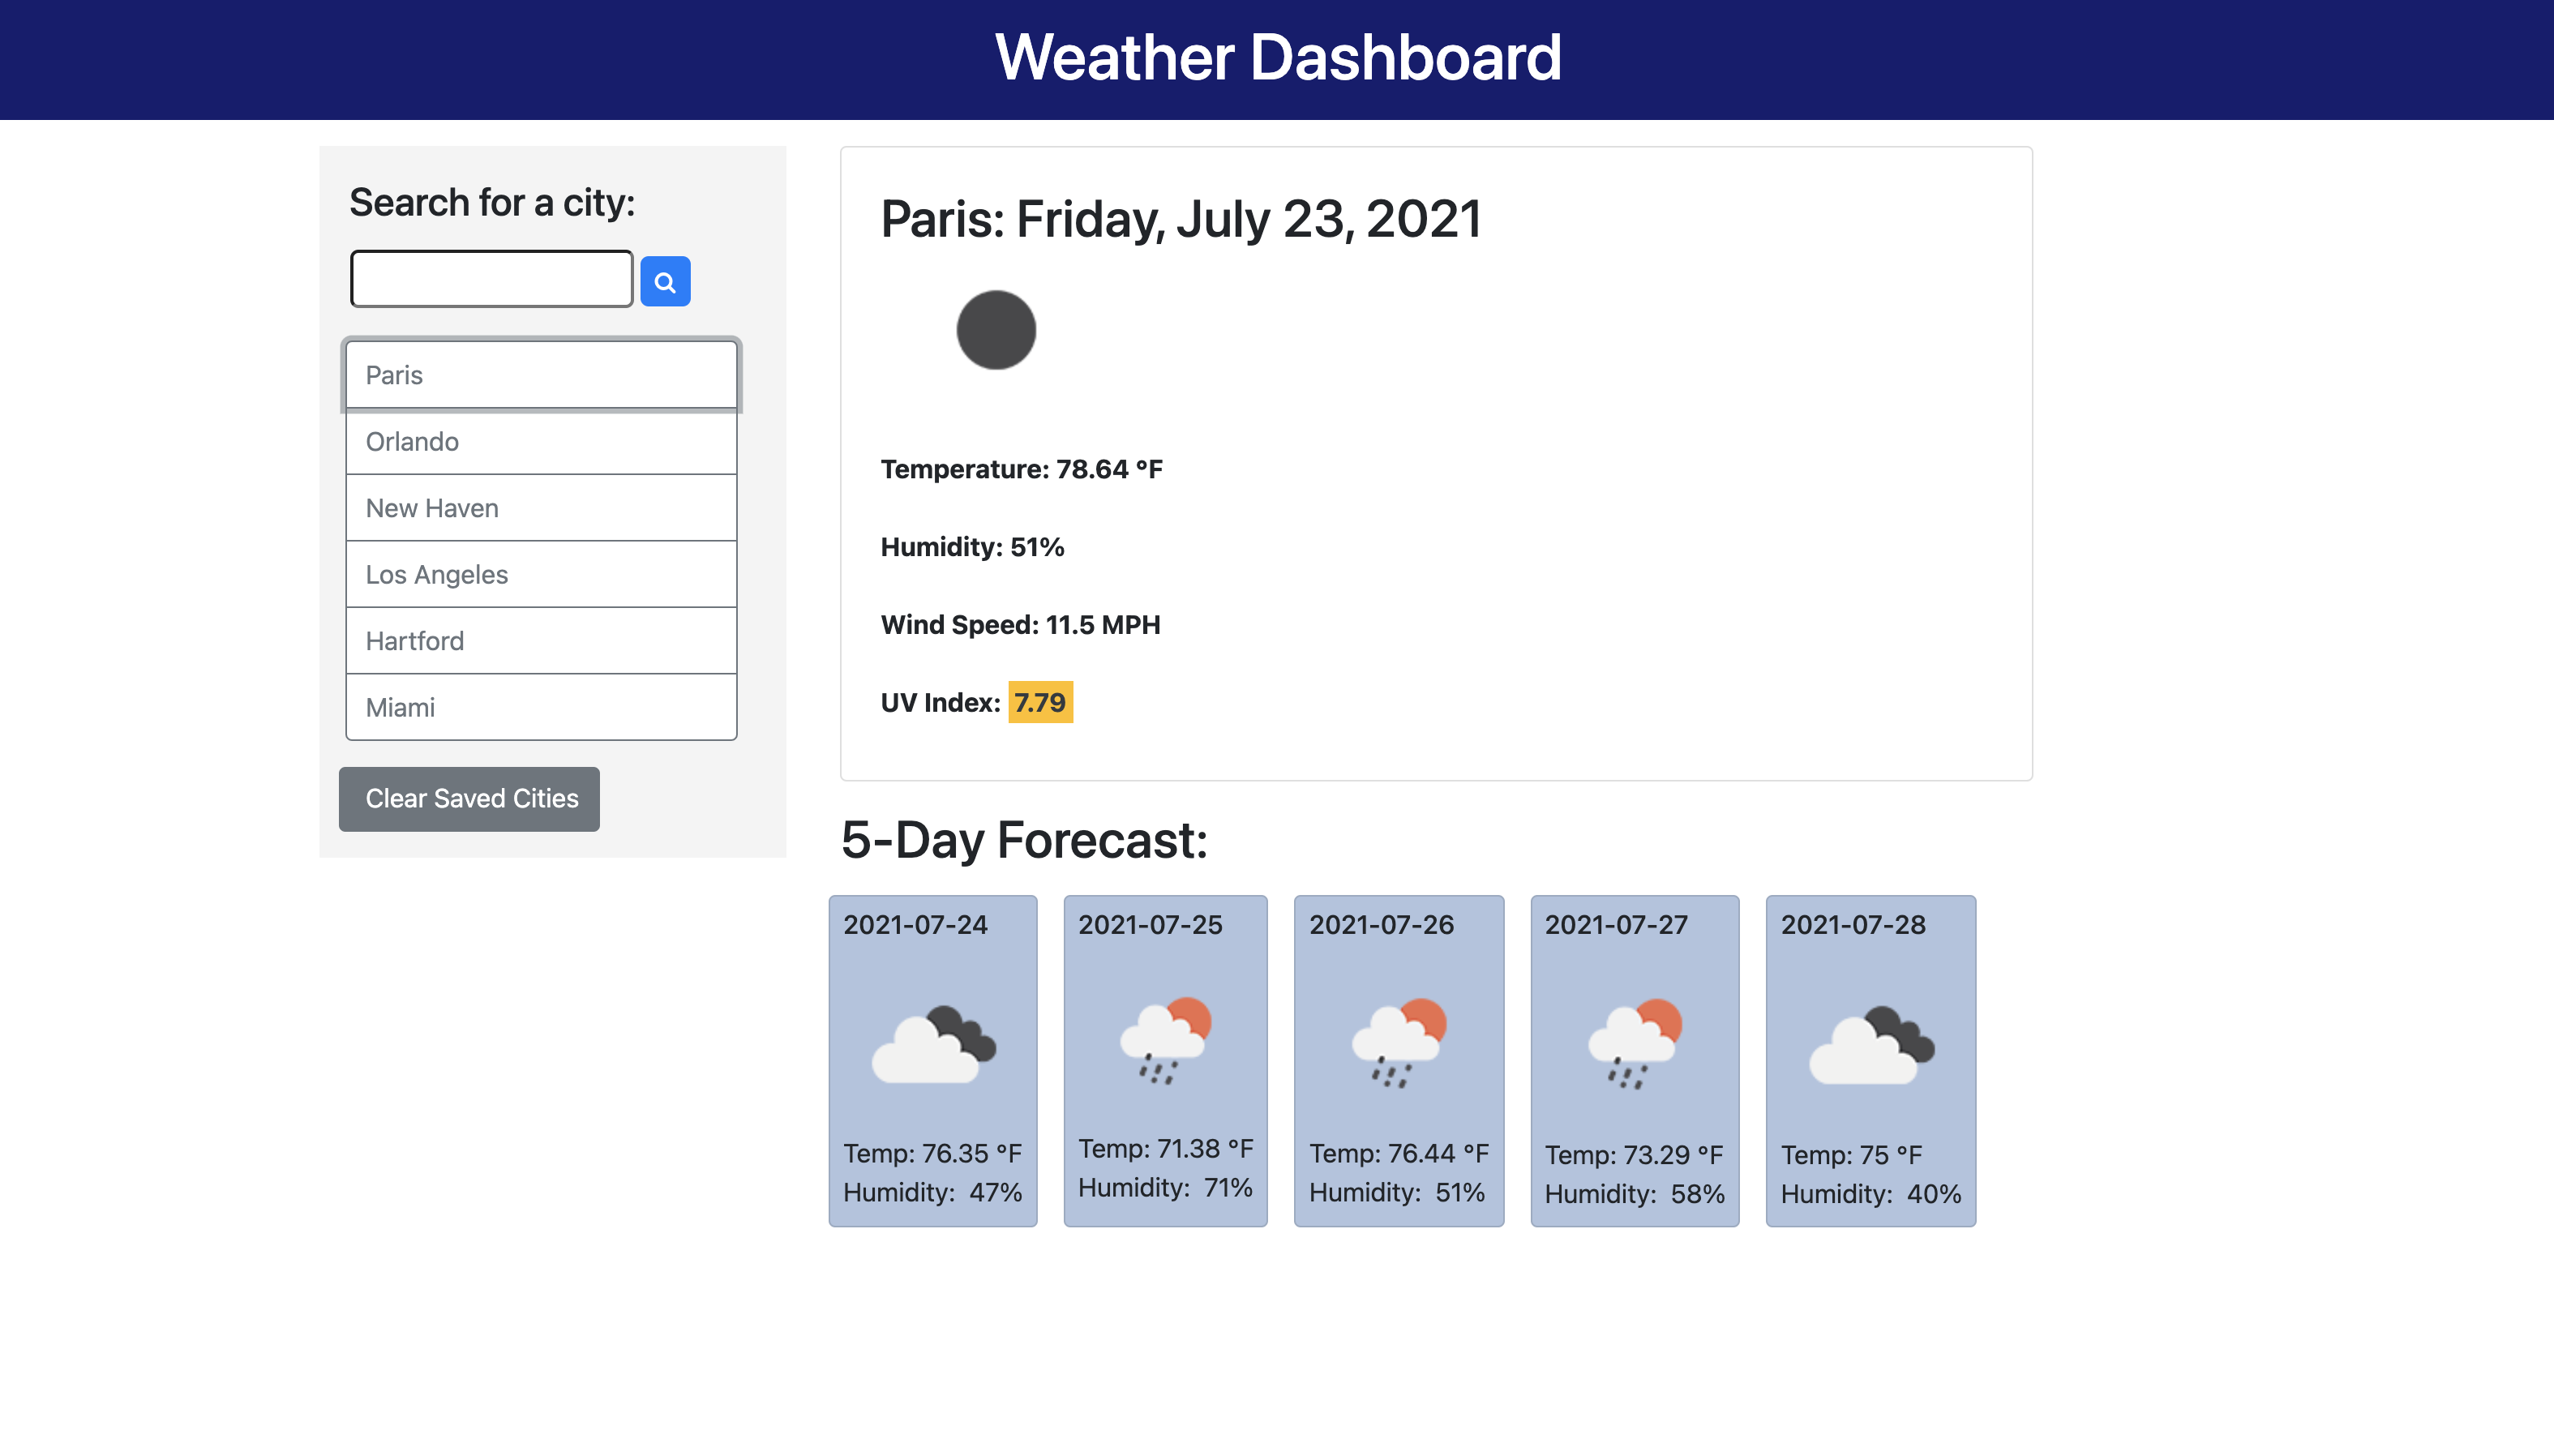 Weather Dashboard
Search for a city:
Paris
Orlando
New Haven
Los Angeles
Hartford
Miami
Clear Saved Cities
Paris: Friday, July 23, 2021
Temperature: 78.64 °F
Humidity: 51%
Wind Speed: 11.5 MPH
UV Index: 7.79
5-Day Forecast:
2021-07-24
Temp: 76.35 °F
Humidity: 47%
2021-07-25
Temp: 71.38 °F
Humidity: 71%
2021-07-26
Temp: 76.44 °F
Humidity: 51%
2021-07-27
Temp: 73.29 °F
Humidity: 58%
2021-07-28
Temp: 75 °F
Humidity: 40%